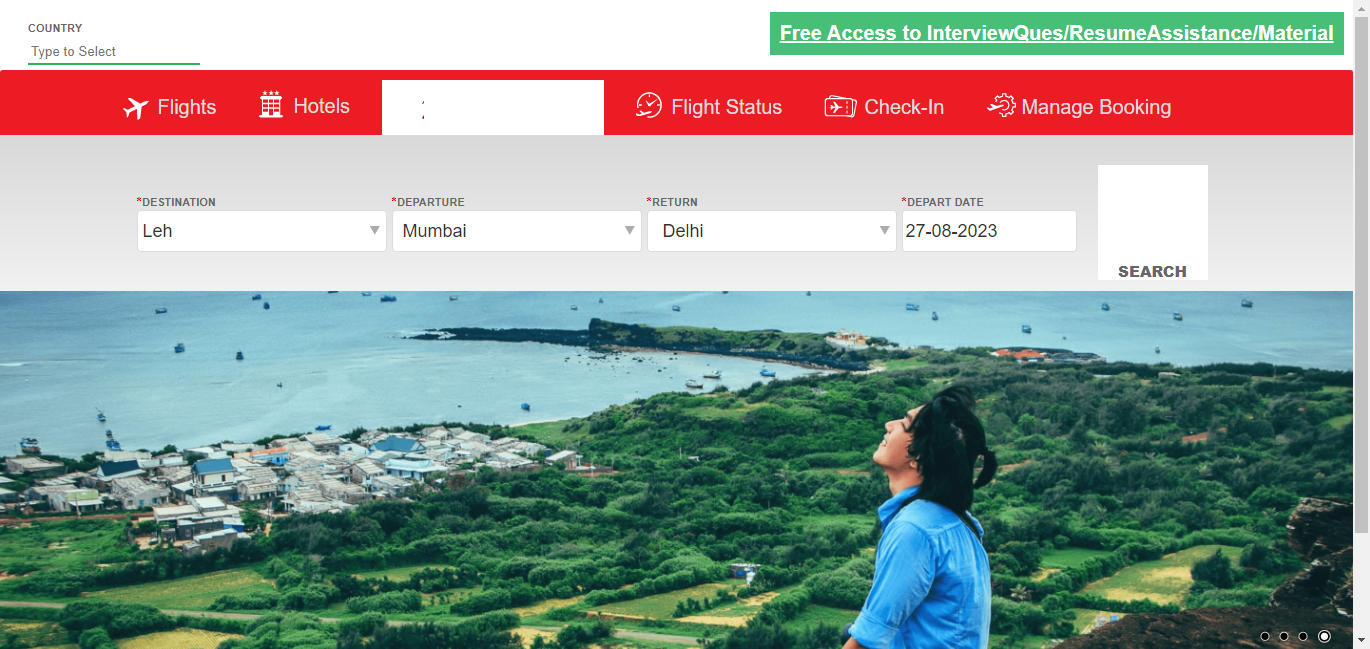 COUNTRY
Type to Select
Free Access to InterviewQues/ResumeAssistance/Material
Flights
Hotels
Flight Status
Check-In
Manage Booking
*DESTINATION
*DEPARTURE
*RETURN
*DEPART DATE
Leh
Mumbai
Delhi
27-08-2023
SEARCH